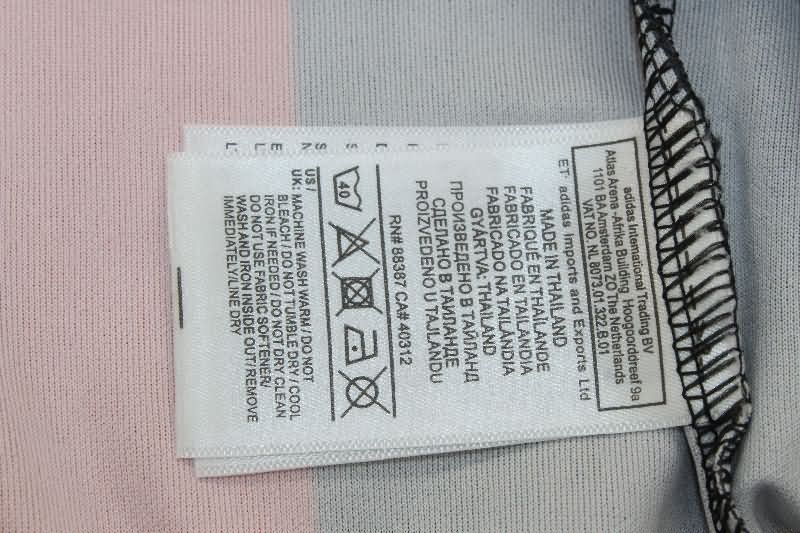 adidas International Trading BV
Atlas Arena -Afrika Building Hoogoorddreef 9a
1101 BA Amsterdam ZO The Netherlands
VAT NO. NL 8073.01.322.B.01
ET: adidas Imports and Exports Ltd
MADE IN THAILAND
FABRIQUÉ EN THAÏLANDE
FABRICADO EN TAILANDIA
FABRICADO NA TAILÂNDIA
GYÁRTVA: THAILAND
ПРОИЗВЕДЕНО В ТАЙЛАНД
СДЕЛАНО В ТАИЛАНДЕ
PROIZVEDENO U TAJLANDU
RN# 88387 CA# 40312
40
US /
UK: MACHINE WASH WARM / DO NOT
BLEACH / DO NOT TUMBLE DRY / COOL
IRON IF NEEDED / DO NOT DRY CLEAN
DO NOT USE FABRIC SOFTENER/
WASH AND IRON INSIDE OUT/ REMOVE
IMMEDIATELY/LINE DRY